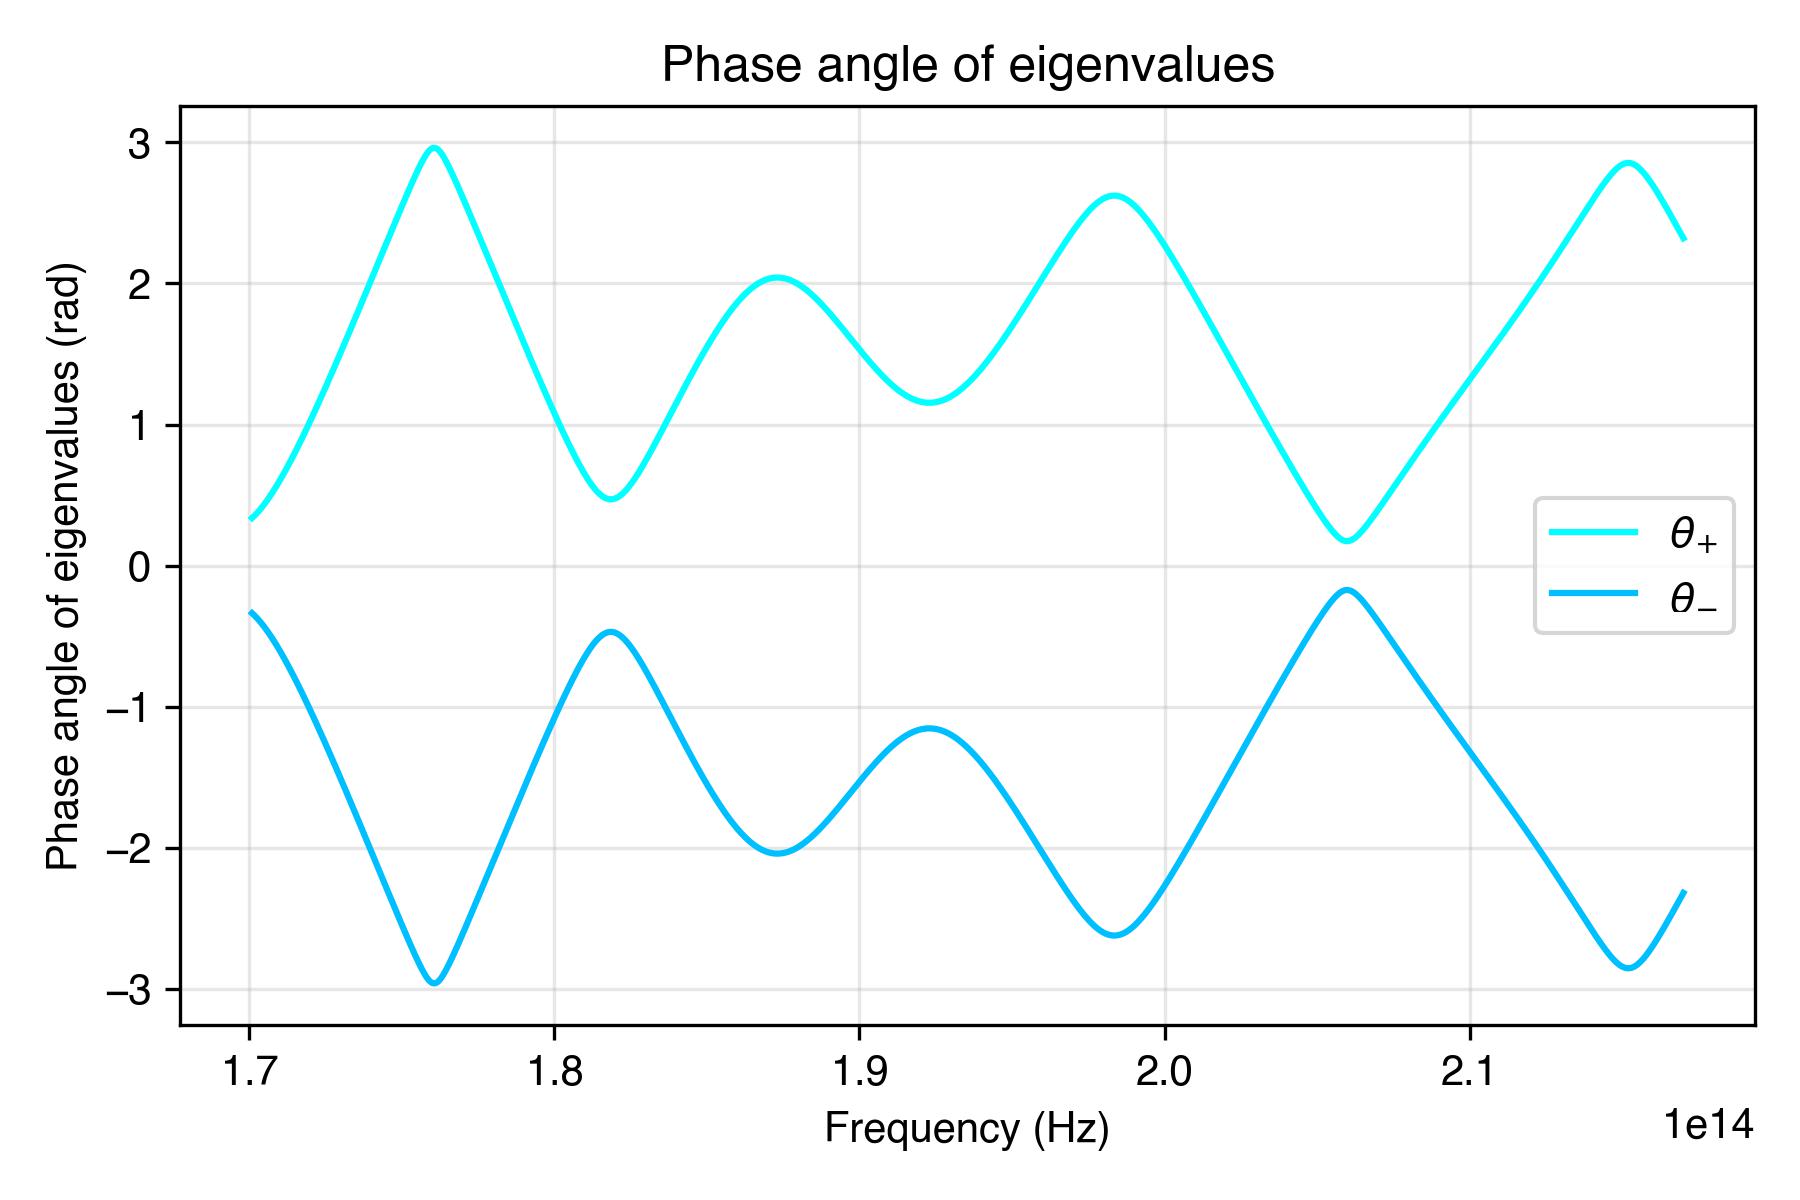 Phase angle of eigenvalues
Phase angle of eigenvalues (rad)
3
2
1
0
−1
−2
−3
θ₊
θ₋
1.7 1.8 1.9 2.0 2.1
Frequency (Hz)
1e14